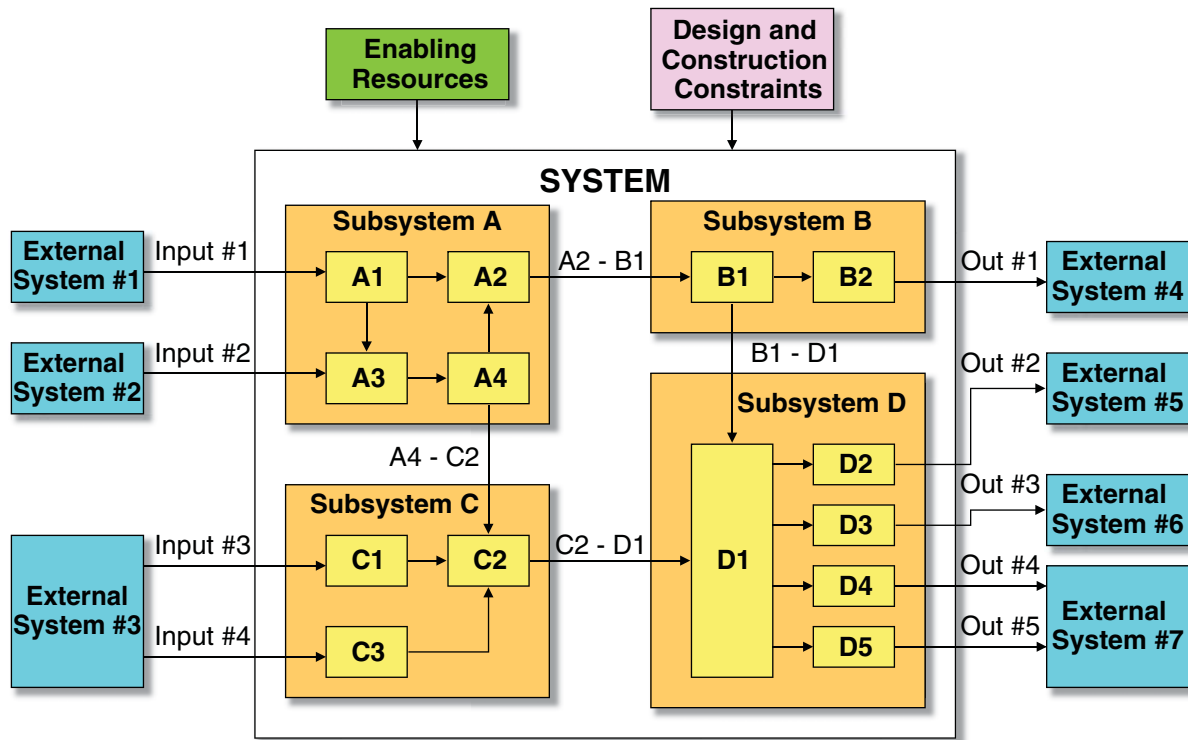 Enabling
Resources
Design and
Construction
Constraints
SYSTEM
Subsystem A
Subsystem B
External
System #1
Input #1
A1
A2
A2 - B1
B1
B2
Out #1
External
System #4
External
System #2
Input #2
A3
A4
B1 - D1
Out #2
External
System #5
Subsystem D
A4 - C2
D2
Subsystem C
Out #3
External
System #6
D3
External
System #3
Input #3
C1
C2
C2 - D1
D1
D4
Out #4
External
System #7
Input #4
C3
D5
Out #5